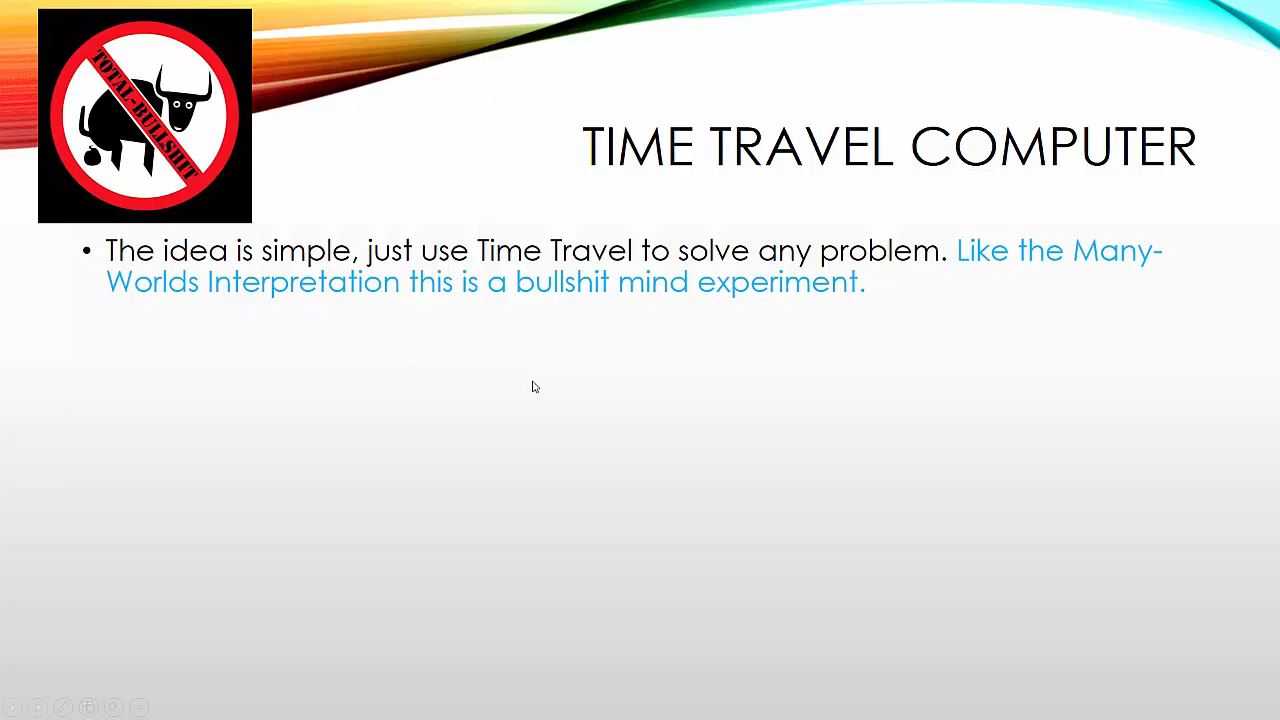 TOTAL-BULLSHIT
TIME TRAVEL COMPUTER
• The idea is simple, just use Time Travel to solve any problem. Like the Many-
Worlds Interpretation this is a bullshit mind experiment.